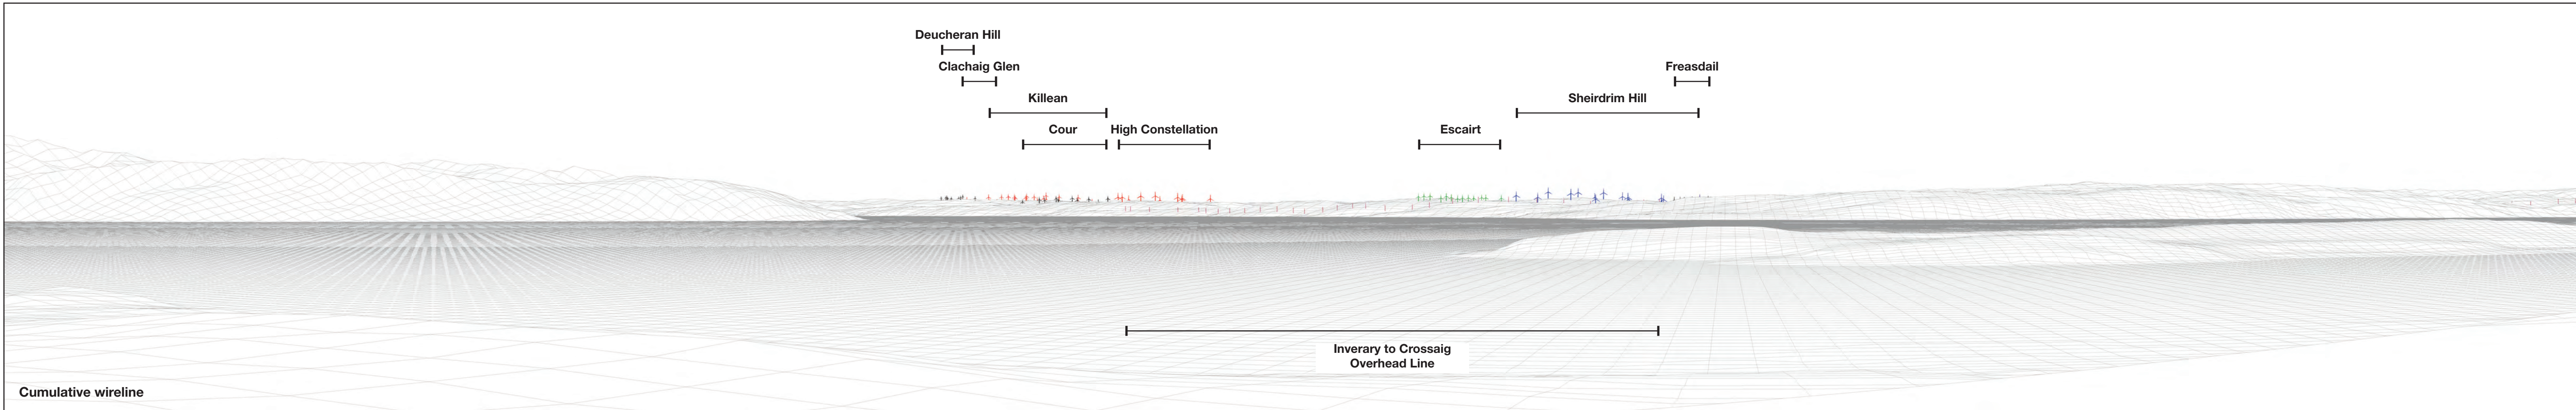 Deucheran Hill
Clachaig Glen
Freasdail
Killean
Sheirdrim Hill
Cour
High Constellation
Escairt
Inverary to Crossaig
Overhead Line
Cumulative wireline